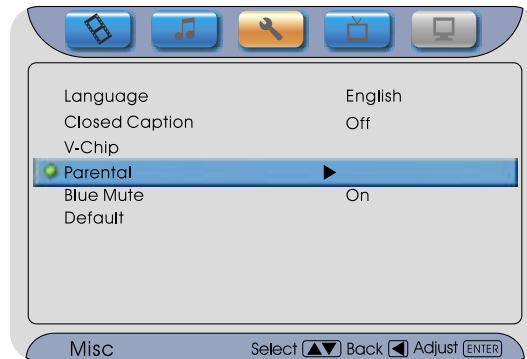 Language English
Closed Caption Off
V-Chip
Parental
Blue Mute On
Default
Misc Select ▲▼ Back ◀ Adjust ENTER